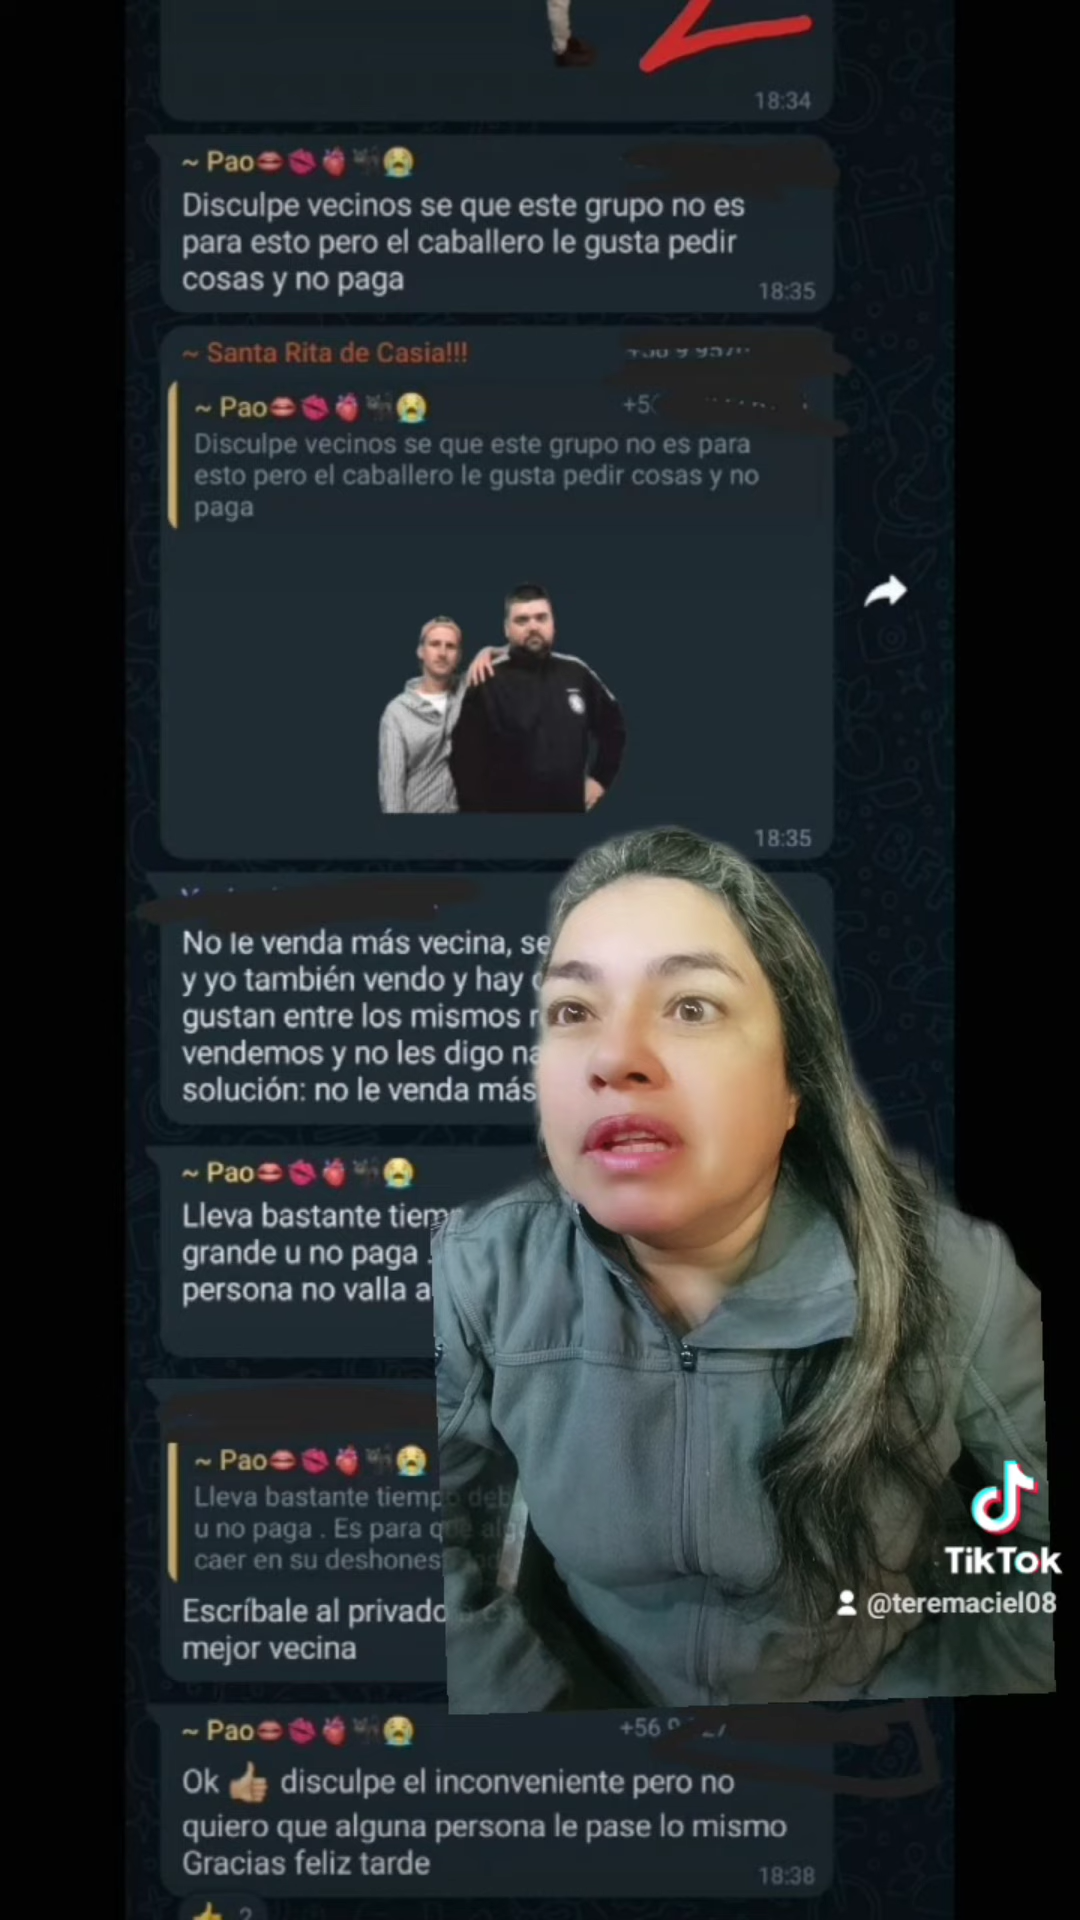 18:34
~ Pao
Disculpe vecinos se que este grupo no es
para esto pero el caballero le gusta pedir
cosas y no paga
18:35
~ Santa Rita de Casia!!!
~ Pao
Disculpe vecinos se que este grupo no es para
esto pero el caballero le gusta pedir cosas y no
paga
18:35
No le venda más vecina, se
y yo también vendo y hay
gustan entre los mismos
vendemos y no les digo
solución: no le venda más
~ Pao
Lleva bastante
grande u no paga .
persona no valla
~ Pao
Lleva bastante tiempo
u no paga . Es para que
caer en su
Escríbale al privado
mejor vecina
TikTok
@teremaciel08
~ Pao
+56 9
Ok 👍🏼 disculpe el inconveniente pero no
quiero que alguna persona le pase lo mismo
Gracias feliz tarde
18:38
2